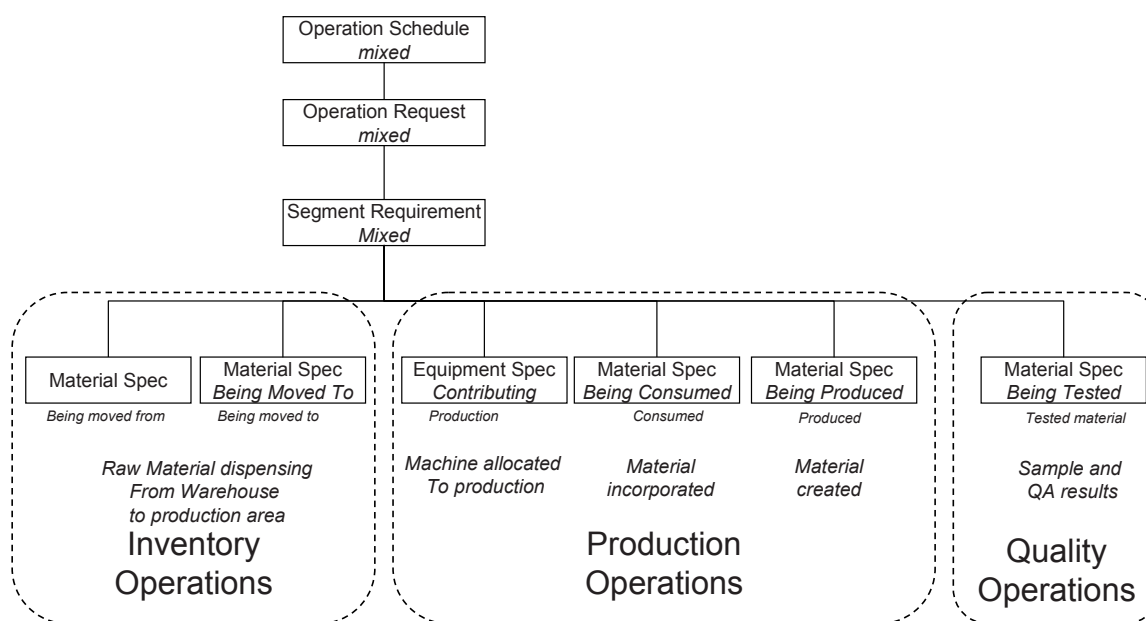 Operation Schedule
mixed
Operation Request
mixed
Segment Requirement
Mixed
Material Spec
Being moved from
Material Spec
Being Moved To
Being moved to
Raw Material dispensing
From Warehouse
to production area
Inventory
Operations
Equipment Spec
Contributing
Production
Machine allocated
To production
Material Spec
Being Consumed
Consumed
Material
incorporated
Material Spec
Being Produced
Produced
Material
created
Production
Operations
Material Spec
Being Tested
Tested material
Sample and
QA results
Quality
Operations